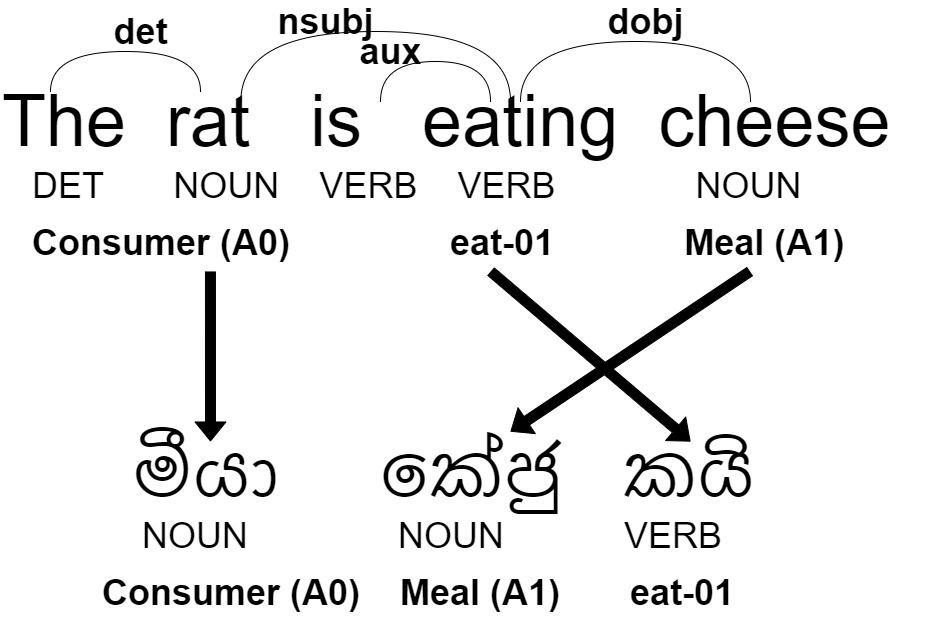 det nsubj dobj
aux
The rat is eating cheese
DET NOUN VERB VERB NOUN
Consumer (A0) eat-01 Meal (A1)
මීයා කේජු කයි
NOUN NOUN VERB
Consumer (A0) Meal (A1) eat-01